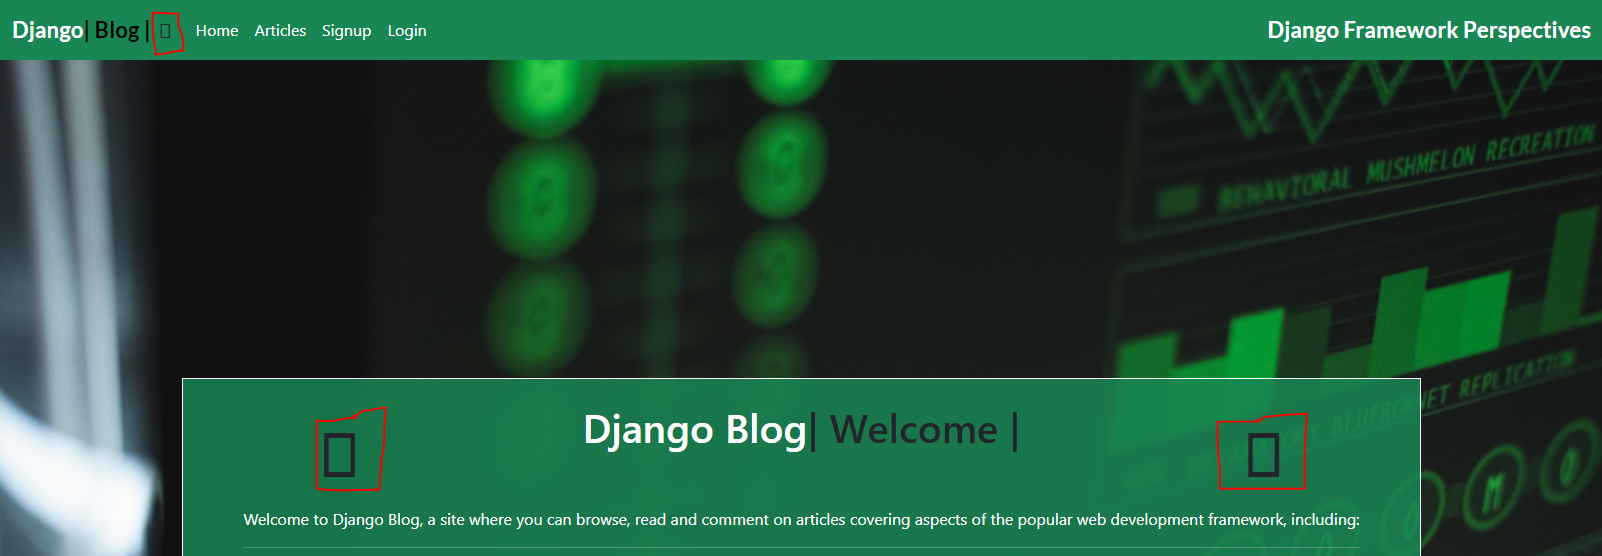 Django| Blog | Home Articles Signup Login Django Framework Perspectives
BEHAVIORAL MUSHMELON RECREATION
BLUEBONNET REPLICATION
Django Blog| Welcome |
Welcome to Django Blog, a site where you can browse, read and comment on articles covering aspects of the popular web development framework, including: